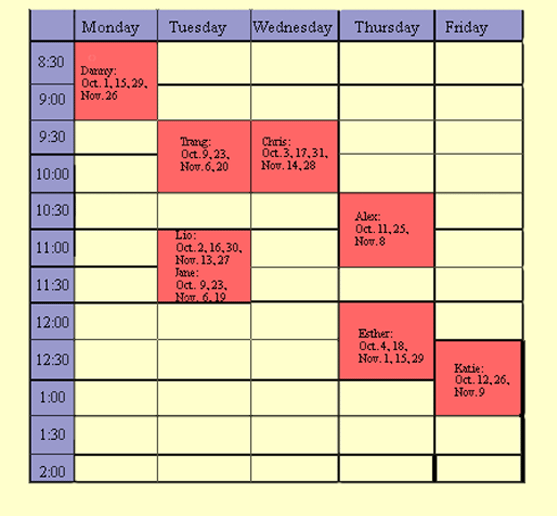 Monday Tuesday Wednesday Thursday Friday
8:30
Danny:
Oct. 1, 15, 29,
Nov. 26
9:00
9:30
Trang:
Oct. 9, 23,
Nov. 6, 20
Chris:
Oct. 3, 17, 31,
Nov. 14, 28
10:00
10:30
Alex:
Oct. 11, 25,
Nov. 8
11:00
Lio:
Oct. 2, 16, 30,
Nov. 13, 27
Jane:
Oct. 9, 23,
Nov. 6, 19
11:30
12:00
Esther:
Oct. 4, 18,
Nov. 1, 15, 29
12:30
Katie:
Oct. 12, 26,
Nov. 9
1:00
1:30
2:00